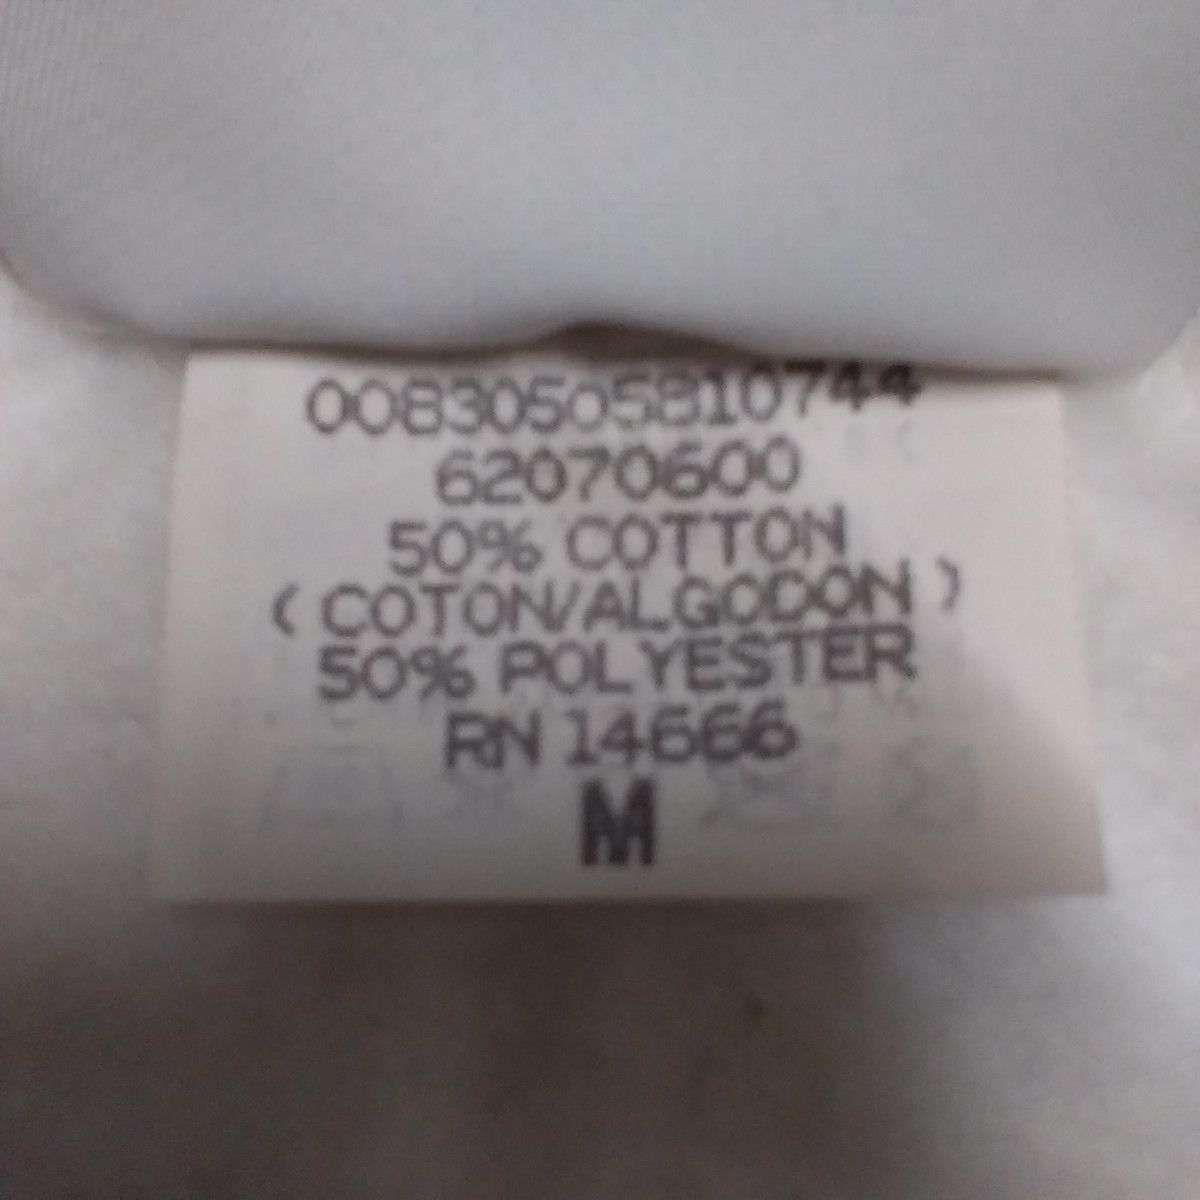 00830505810744
62070600
50% COTTON
( COTON/ALGODON )
50% POLYESTER
RN 14666
M